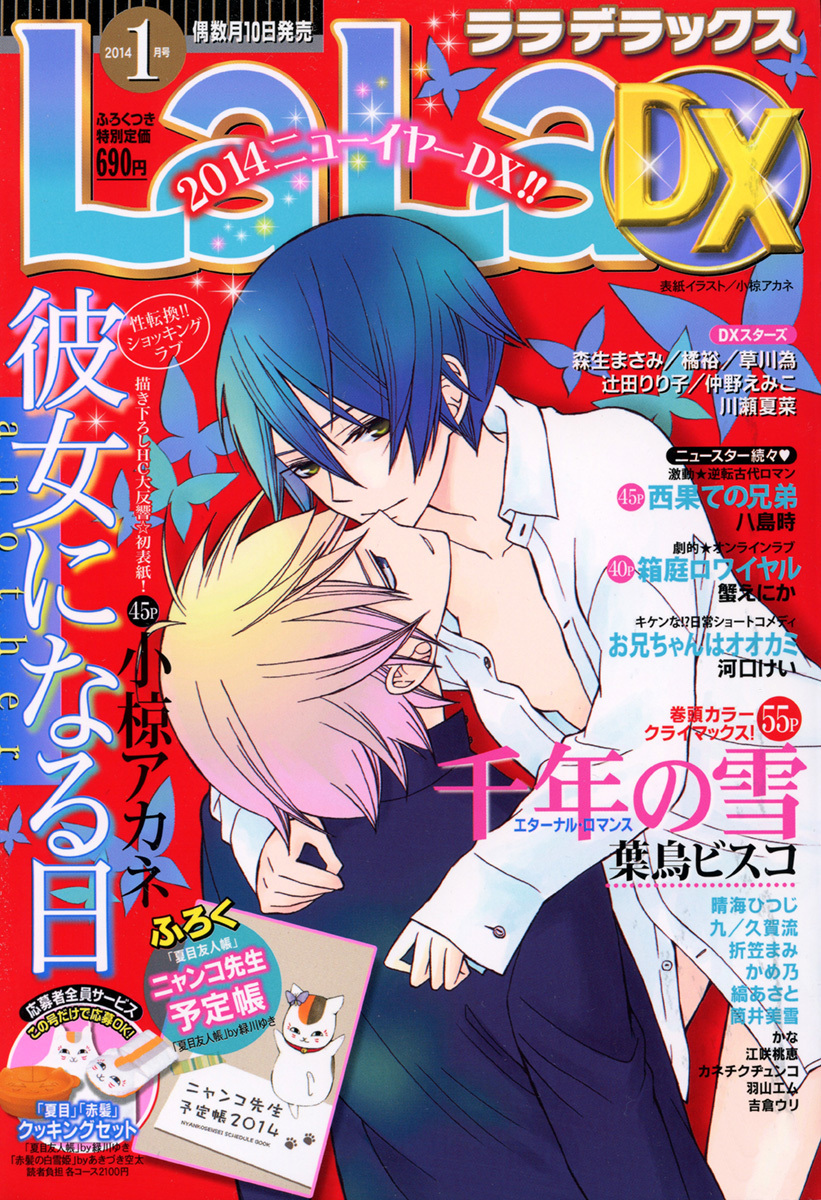 2014 1月号
偶数月10日発売
ララデラックス
LaLa DX
ふろくつき
特別定価
690円
2014ニューイヤーDX!!
表紙イラスト/小椋アカネ
性転換!!
ショッキング
ラブ
描き下ろしHC大反響☆初表紙!
彼女になる日
another
45P
小椋アカネ
DXスターズ
森生まさみ/橘裕/草川為
辻田りり子/仲野えみこ
川瀬夏菜
ニュースター続々♥
激動★逆転古代ロマン
45P 西果ての兄弟
八島時
劇的★オンラインラブ
40P 箱庭ロワイヤル
蟹えにか
キケンな!?日常ショートコメディ
お兄ちゃんはオオカミ
河口けい
巻頭カラー
クライマックス!
55P
千年の雪
エターナル・ロマンス
葉鳥ビスコ
晴海ひつじ
九/久賀流
折笠まみ
かめ乃
縞あさと
筒井美雪
かな
江咲桃恵
カネチクヂュンコ
羽山エム
吉倉ウリ
ふろく
「夏目友人帳」
ニャンコ先生
予定帳
「夏目友人帳」by緑川ゆき
ニャンコ先生
予定帳2014
NYANKOSENSEI SCHEDULE BOOK
応募者全員サービス
この号だけで応募OK!
「夏目」「赤髪」
クッキングセット
「夏目友人帳」by緑川ゆき
「赤髪の白雪姫」byあきづき空太
読者負担 各コース2100円